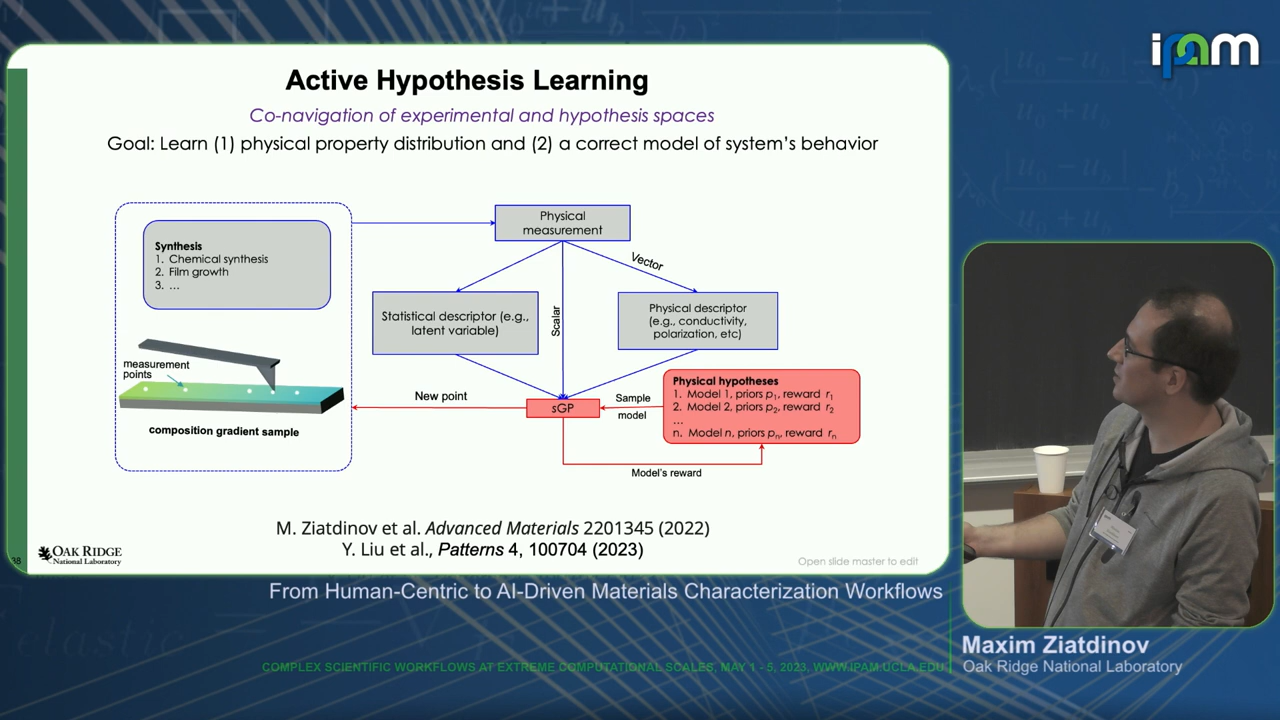 ipam
Active Hypothesis Learning
Co-navigation of experimental and hypothesis spaces
Goal: Learn (1) physical property distribution and (2) a correct model of system's behavior
Synthesis
1. Chemical synthesis
2. Film growth
3. ...
measurement
points
composition gradient sample
Physical
measurement
Vector
Scalar
Statistical descriptor (e.g.,
latent variable)
Physical descriptor
(e.g., conductivity,
polarization, etc)
New point
sGP
Sample
model
Physical hypotheses
1. Model 1, priors p1, reward r1
2. Model 2, priors p2, reward r2
...
n. Model n, priors pn, reward rn
Model's reward
M. Ziatdinov et al. Advanced Materials 2201345 (2022)
Y. Liu et al., Patterns 4, 100704 (2023)
38
OAK RIDGE
National Laboratory
Open slide master to edit
From Human-Centric to AI-Driven Materials Characterization Workflows
Maxim Ziatdinov
Oak Ridge National Laboratory
COMPLEX SCIENTIFIC WORKFLOWS AT EXTREME COMPUTATIONAL SCALES, MAY 1 - 5, 2023, WWW.IPAM.UCLA.EDU
elastic